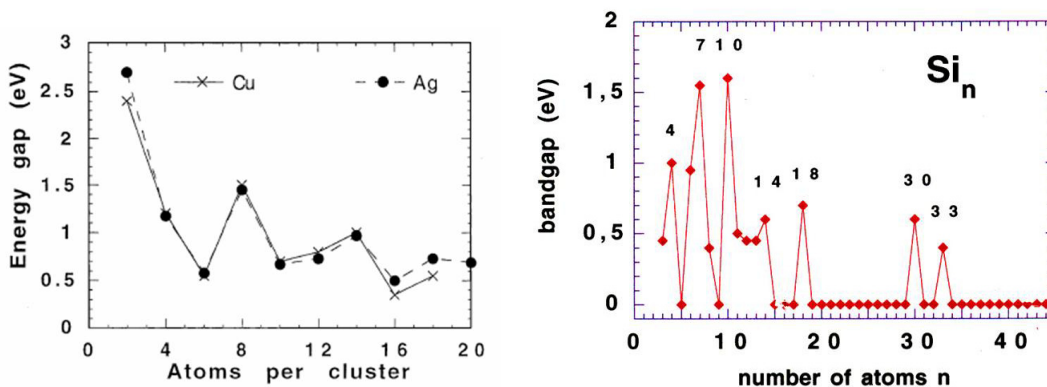 3
2.5
2
1.5
1
0.5
0
Energy gap (eV)
Cu
Ag
0 4 8 12 16 20
Atoms per cluster
2
1,5
1
0,5
0
bandgap (eV)
Si n
4
7 1 0
1 4
1 8
3 0
3 3
0 1 0 2 0 3 0 4 0
number of atoms n